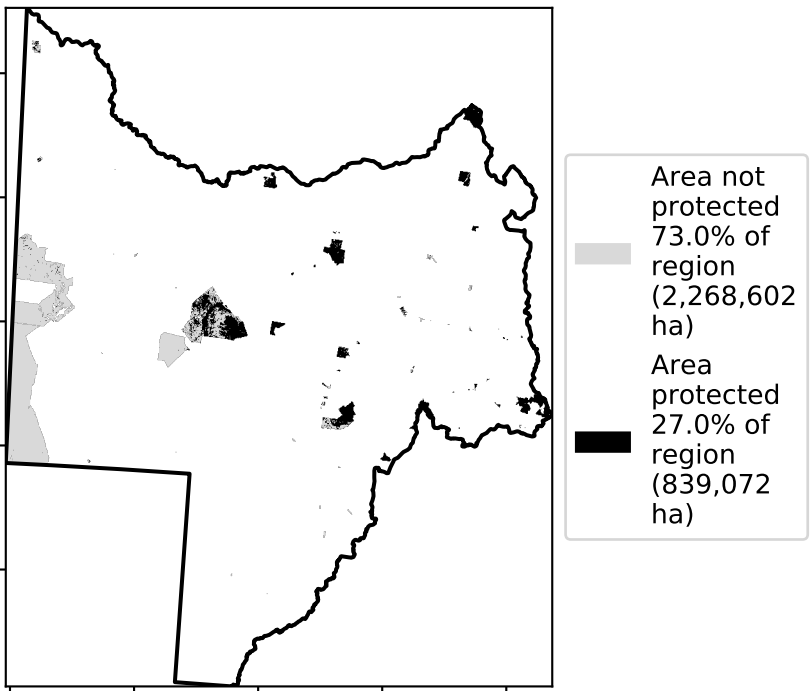 Area not
protected
73.0% of
region
(2,268,602
ha)
Area
protected
27.0% of
region
(839,072
ha)